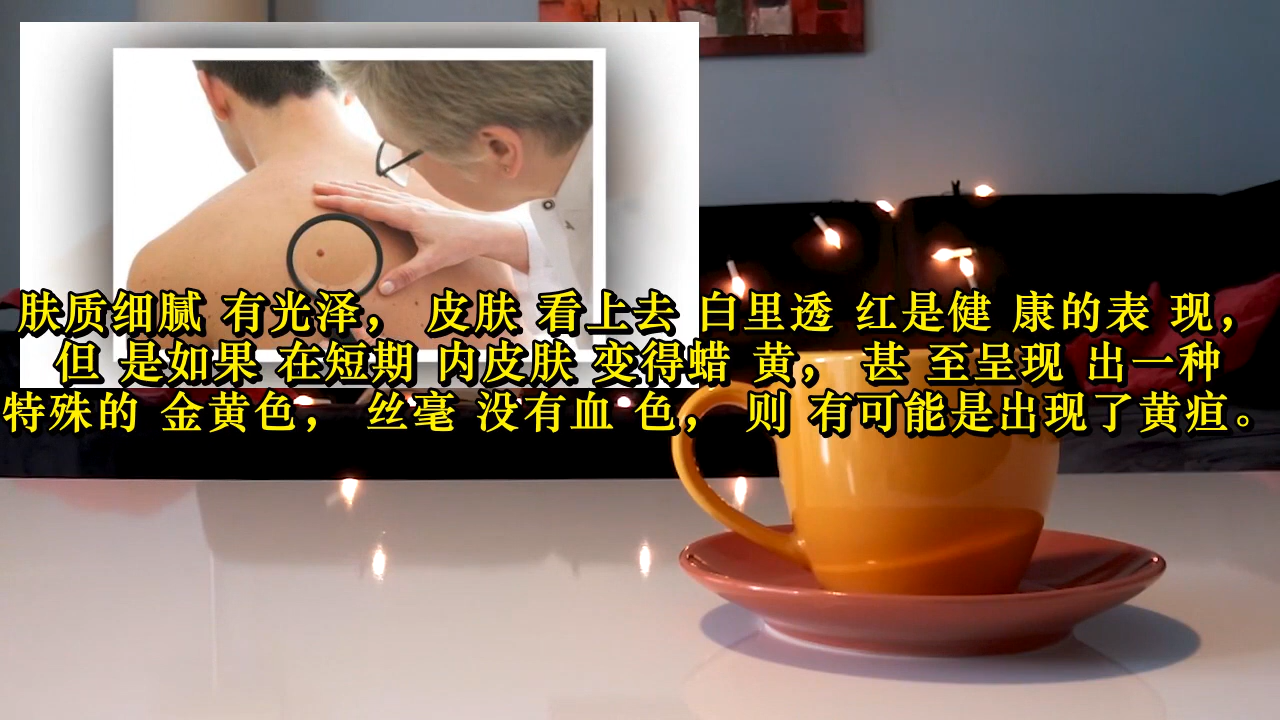 肤质细腻 有光泽， 皮肤 看上去 白里透 红是健 康的表 现，
但 是如果 在短期 内皮肤 变得蜡 黄， 甚 至呈现 出一种
特殊的 金黄色， 丝毫 没有血 色， 则 有可能是出现了黄疸。